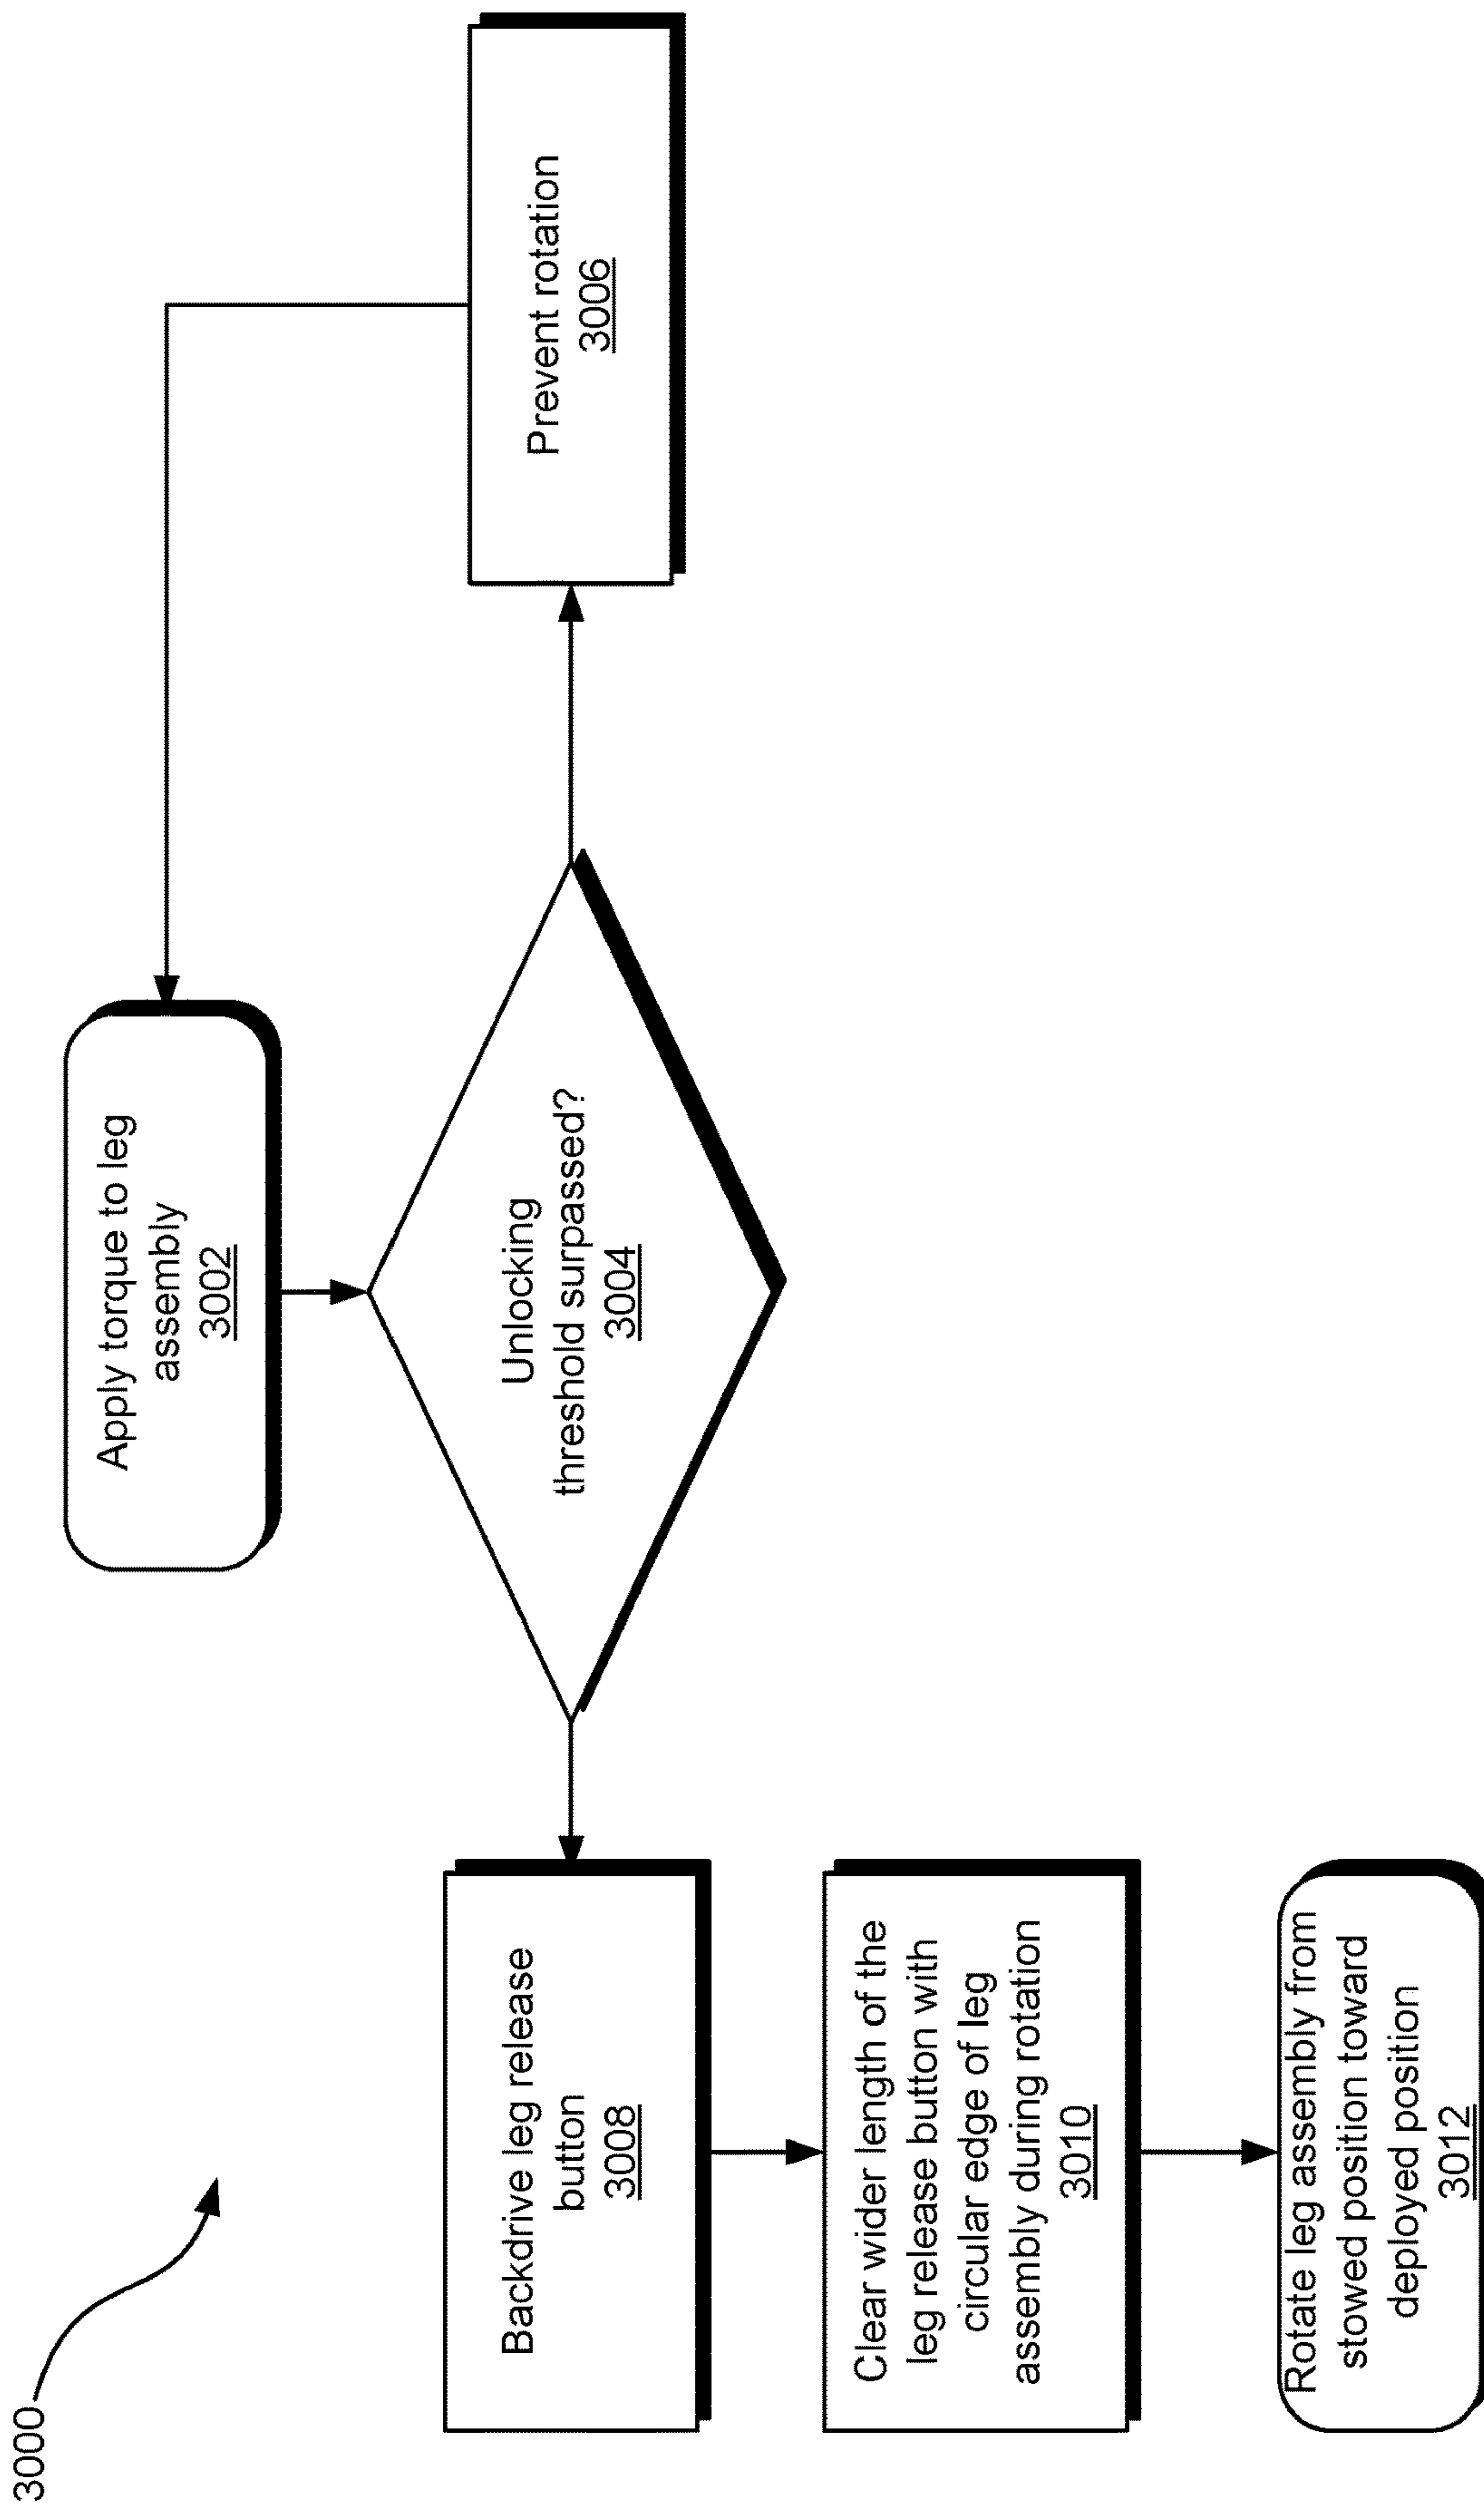 3000
Apply torque to leg
assembly
3002
Unlocking
threshold surpassed?
3004
Prevent rotation
3006
Backdrive leg release
button
3008
Clear wider length of the
leg release button with
circular edge of leg
assembly during rotation
3010
Rotate leg assembly from
stowed position toward
deployed position
3012